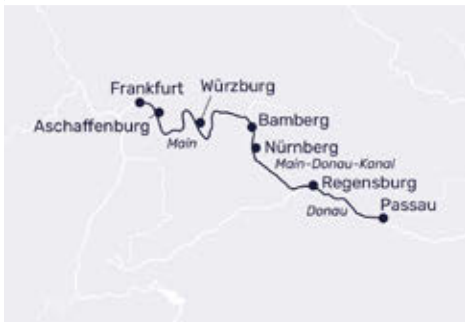 Frankfurt
Würzburg
Aschaffenburg
Main
Bamberg
Nürnberg
Main-Donau-Kanal
Regensburg
Donau
Passau